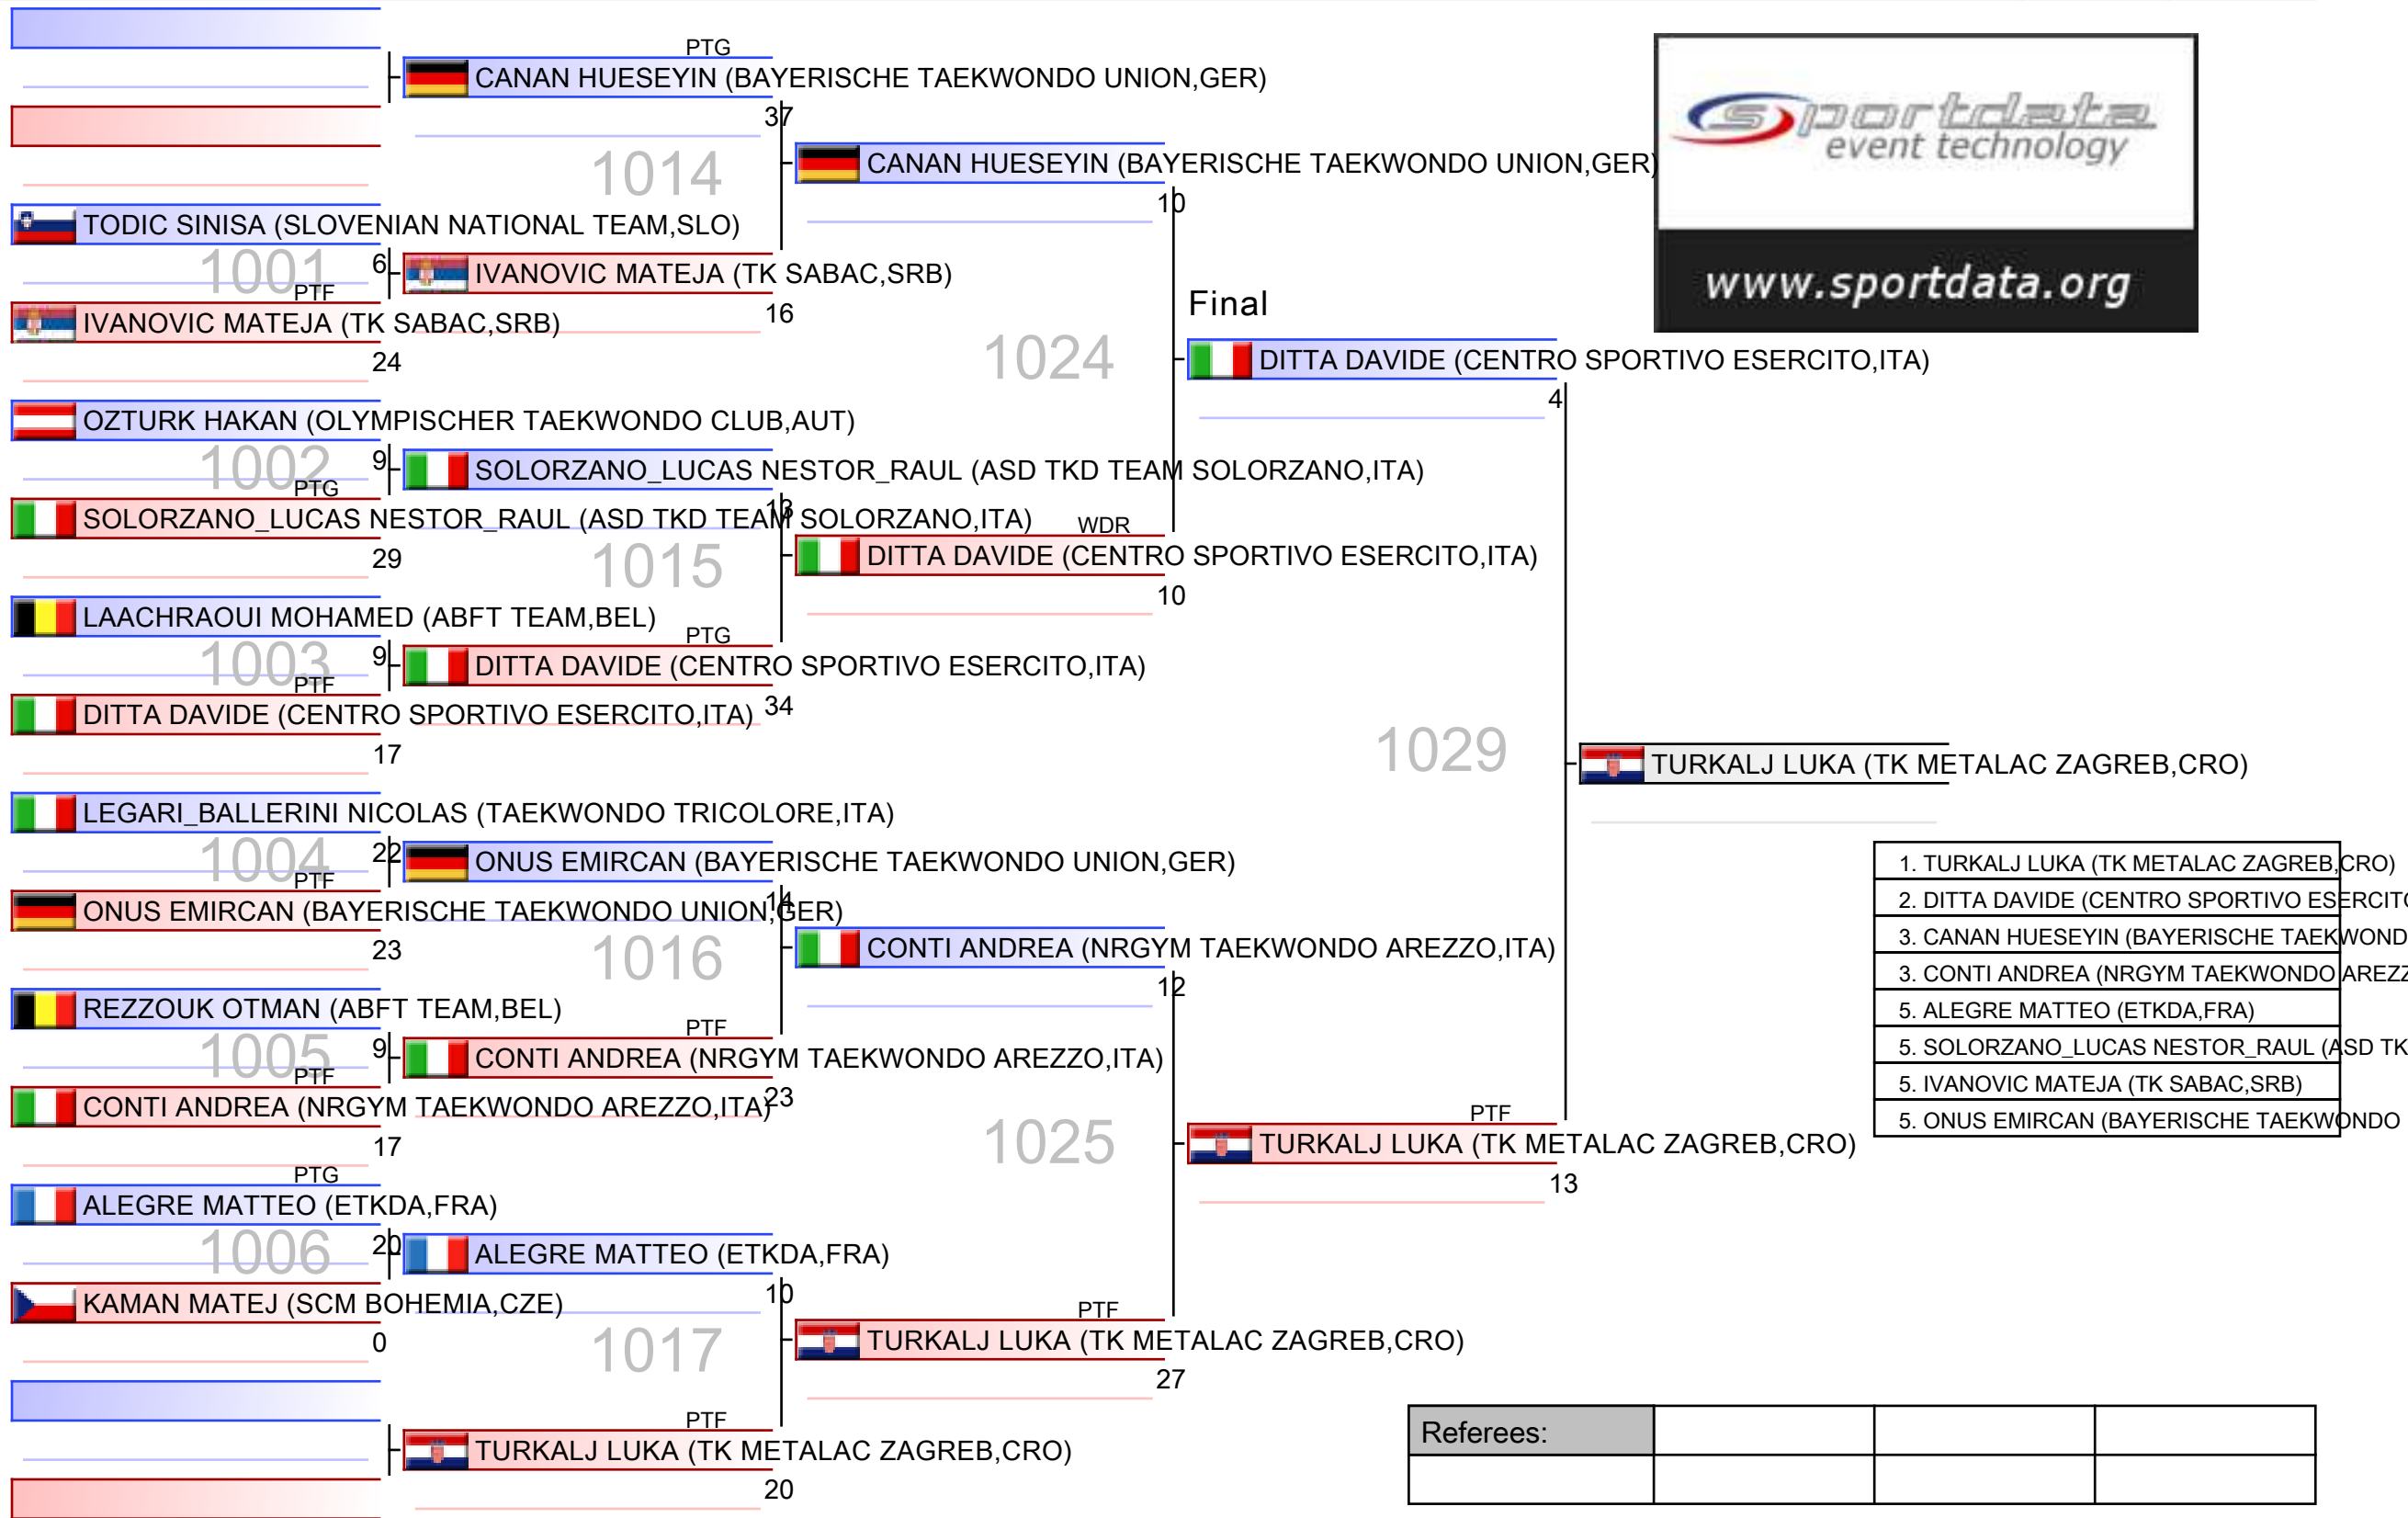 PTG
CANAN HUESEYIN (BAYERISCHE TAEKWONDO UNION,GER)
37
sportdata
event technology
www.sportdata.org
1014
CANAN HUESEYIN (BAYERISCHE TAEKWONDO UNION,GER)
10
TODIC SINISA (SLOVENIAN NATIONAL TEAM,SLO)
1001
6
PTF
IVANOVIC MATEJA (TK SABAC,SRB)
16
IVANOVIC MATEJA (TK SABAC,SRB)
24
Final
1024
DITTA DAVIDE (CENTRO SPORTIVO ESERCITO,ITA)
4
OZTURK HAKAN (OLYMPISCHER TAEKWONDO CLUB,AUT)
1002
9
PTG
SOLORZANO_LUCAS NESTOR_RAUL (ASD TKD TEAM SOLORZANO,ITA)
13
SOLORZANO_LUCAS NESTOR_RAUL (ASD TKD TEAM SOLORZANO,ITA)
29
WDR
1015
DITTA DAVIDE (CENTRO SPORTIVO ESERCITO,ITA)
10
LAACHRAOUI MOHAMED (ABFT TEAM,BEL)
1003
9
PTF
PTG
DITTA DAVIDE (CENTRO SPORTIVO ESERCITO,ITA)
34
DITTA DAVIDE (CENTRO SPORTIVO ESERCITO,ITA)
17
1029
TURKALJ LUKA (TK METALAC ZAGREB,CRO)
LEGARI_BALLERINI NICOLAS (TAEKWONDO TRICOLORE,ITA)
1004
22
PTF
ONUS EMIRCAN (BAYERISCHE TAEKWONDO UNION,GER)
14
ONUS EMIRCAN (BAYERISCHE TAEKWONDO UNION,GER)
23
1016
CONTI ANDREA (NRGYM TAEKWONDO AREZZO,ITA)
12
1. TURKALJ LUKA (TK METALAC ZAGREB,CRO)
2. DITTA DAVIDE (CENTRO SPORTIVO ESERCITO
3. CANAN HUESEYIN (BAYERISCHE TAEKWOND
3. CONTI ANDREA (NRGYM TAEKWONDO AREZZ
5. ALEGRE MATTEO (ETKDA,FRA)
5. SOLORZANO_LUCAS NESTOR_RAUL (ASD TK
5. IVANOVIC MATEJA (TK SABAC,SRB)
5. ONUS EMIRCAN (BAYERISCHE TAEKWONDO
REZZOUK OTMAN (ABFT TEAM,BEL)
1005
9
PTF
PTF
CONTI ANDREA (NRGYM TAEKWONDO AREZZO,ITA)
23
CONTI ANDREA (NRGYM TAEKWONDO AREZZO,ITA)
17
1025
PTF
TURKALJ LUKA (TK METALAC ZAGREB,CRO)
13
PTG
ALEGRE MATTEO (ETKDA,FRA)
1006
20
ALEGRE MATTEO (ETKDA,FRA)
10
KAMAN MATEJ (SCM BOHEMIA,CZE)
0
1017
PTF
TURKALJ LUKA (TK METALAC ZAGREB,CRO)
27
PTF
TURKALJ LUKA (TK METALAC ZAGREB,CRO)
20
Referees: